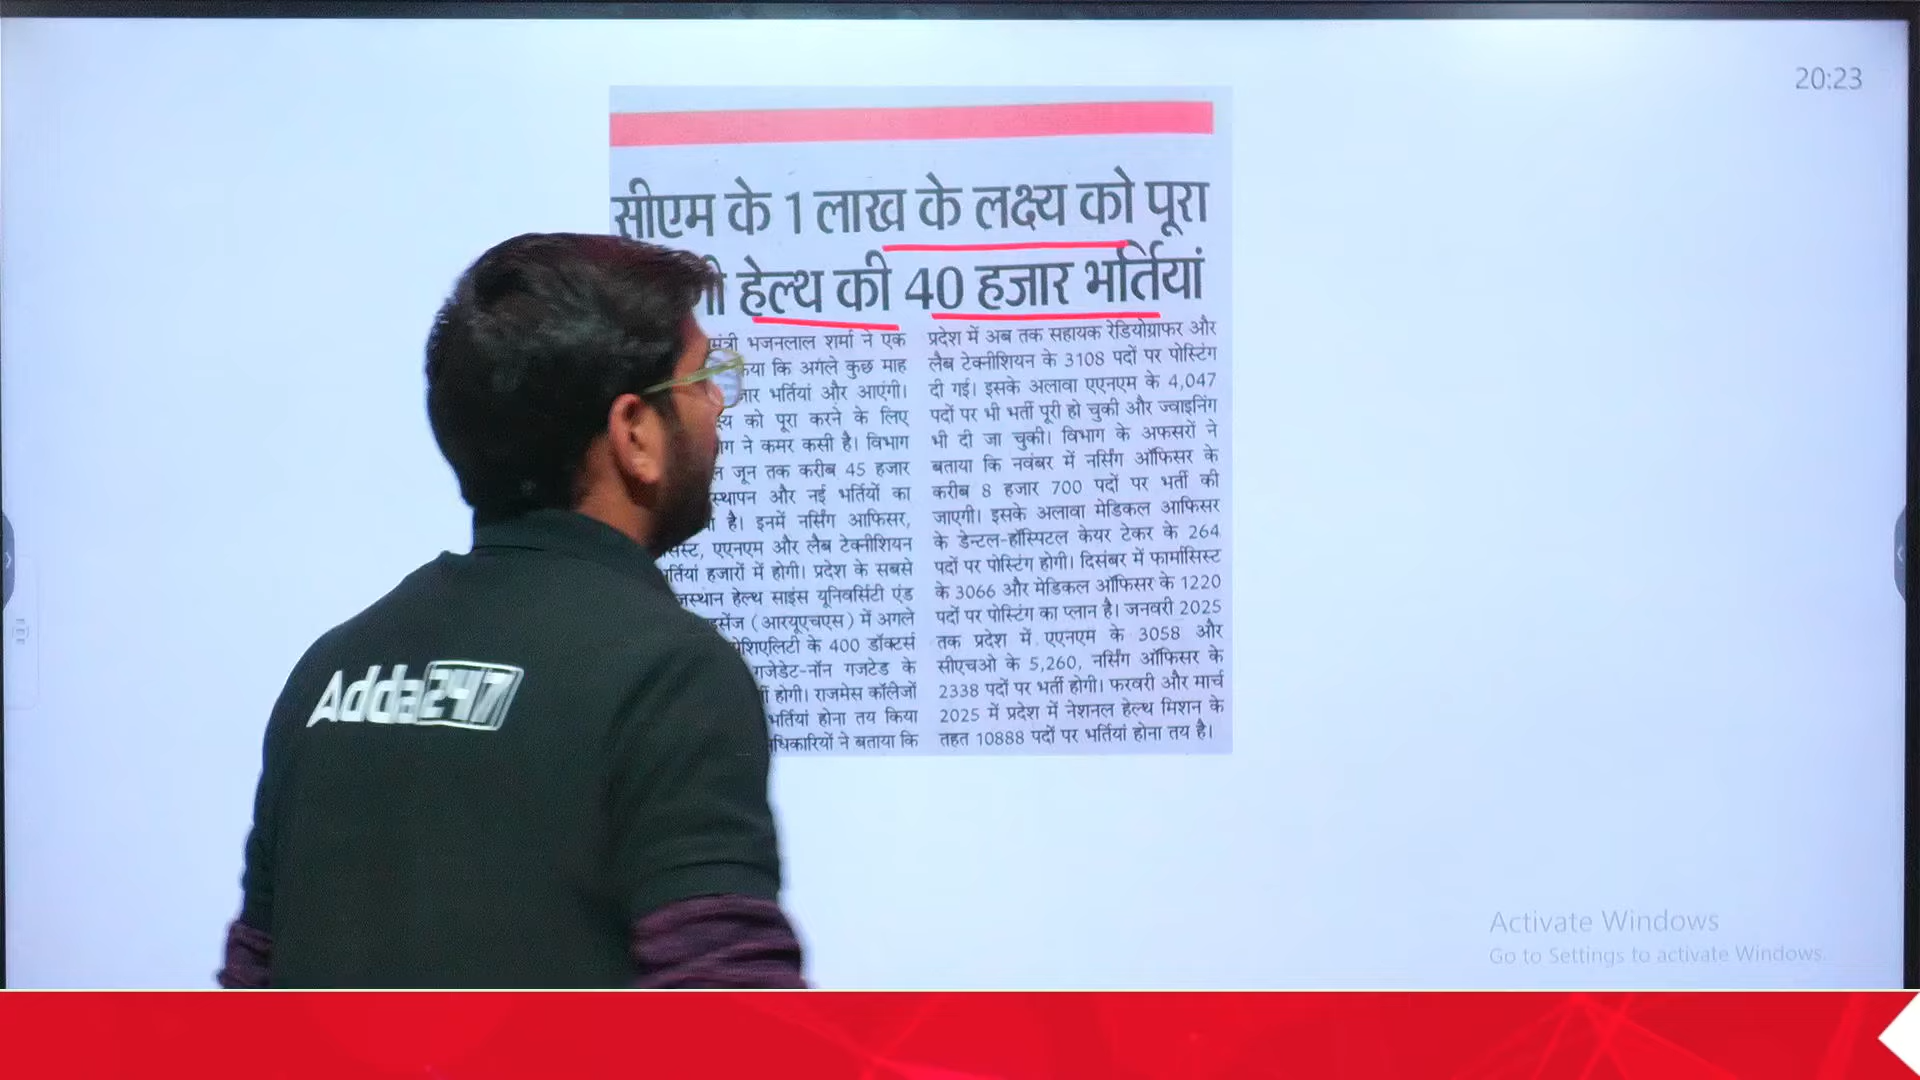 20:23
सीएम के 1 लाख के लक्ष्य को पूरा
हेल्थ की 40 हजार भर्तियां
भजनलाल शर्मा ने एक
कि अगले कुछ माह
भर्तियां और आएंगी।
को पूरा करने के लिए
ने कमर कसी है। विभाग
जून तक करीब 45 हजार
और नई भर्तियों का
है। इनमें नर्सिंग आफिसर,
एएनएम और लैब टेक्नीशियन
हजारों में होगी। प्रदेश के सबसे
हेल्थ साइंस यूनिवर्सिटी एंड
(आरयूएचएस) में अगले
के 400 डॉक्टर्स
गजेडेट-नॉन गजटेड के
होगी। राजमेस कॉलेजों
भर्तियां होना तय किया
ने बताया कि
प्रदेश में अब तक सहायक रेडियोग्राफर और
लैब टेक्नीशियन के 3108 पदों पर पोस्टिंग
दी गई। इसके अलावा एएनएम के 4,047
पदों पर भी भर्ती पूरी हो चुकी और ज्वाइनिंग
भी दी जा चुकी। विभाग के अफसरों ने
बताया कि नवंबर में नर्सिंग ऑफिसर के
करीब 8 हजार 700 पदों पर भर्ती की
जाएगी। इसके अलावा मेडिकल आफिसर
के डेन्टल-हॉस्पिटल केयर टेकर के 264
पदों पर पोस्टिंग होगी। दिसंबर में फार्मासिस्ट
के 3066 और मेडिकल ऑफिसर के 1220
पदों पर पोस्टिंग का प्लान है। जनवरी 2025
तक प्रदेश में एएनएम के 3058 और
सीएचओ के 5,260, नर्सिंग ऑफिसर के
2338 पदों पर भर्ती होगी। फरवरी और मार्च
2025 में प्रदेश में नेशनल हेल्थ मिशन के
तहत 10888 पदों पर भर्तियां होना तय है।
Adda247
Activate Windows
Go to Settings to activate Windows.